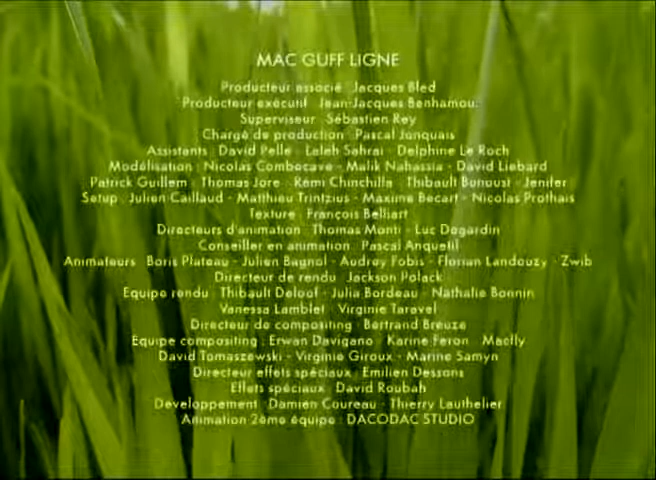 MAC GUFF LIGNE
Producteur associé : Jacques Bled
Producteur exécutif : Jean-Jacques Benhamou
Superviseur : Sébastien Rey
Chargé de production : Pascal Jonquais
Assistants : David Pelle - Laleh Sahrai - Delphine Le Roch
Modélisation : Nicolas Combecave - Malik Nahassia - David Liebard
Patrick Guillem - Thomas Jore - Rémi Chinchilla - Thibault Bunoust - Jenifer
Setup : Julien Caillaud - Matthieu Trintzius - Maxime Becart - Nicolas Prothais
Texture : François Belliart
Directeurs d'animation : Thomas Monti - Luc Degardin
Conseiller en animation : Pascal Anquetil
Animateurs : Boris Plateau - Julien Bagnol - Audrey Fobis - Florian Landouzy - Zwib
Directeur de rendu : Jackson Polack
Equipe rendu : Thibault Deloof - Julia Bordeau - Nathalie Bonnin
Vanessa Lamblet - Virginie Taravel
Directeur de compositing : Bertrand Breuze
Equipe compositing : Erwan Davigano - Karine Feron - Maelly
David Tomaszewski - Virginie Giroux - Marine Samyn
Directeur effets spéciaux : Emilien Dessons
Effets spéciaux : David Roubah
Developpement : Damien Coureau - Thierry Lauthelier
Animation 2ème équipe : DACODAC STUDIO